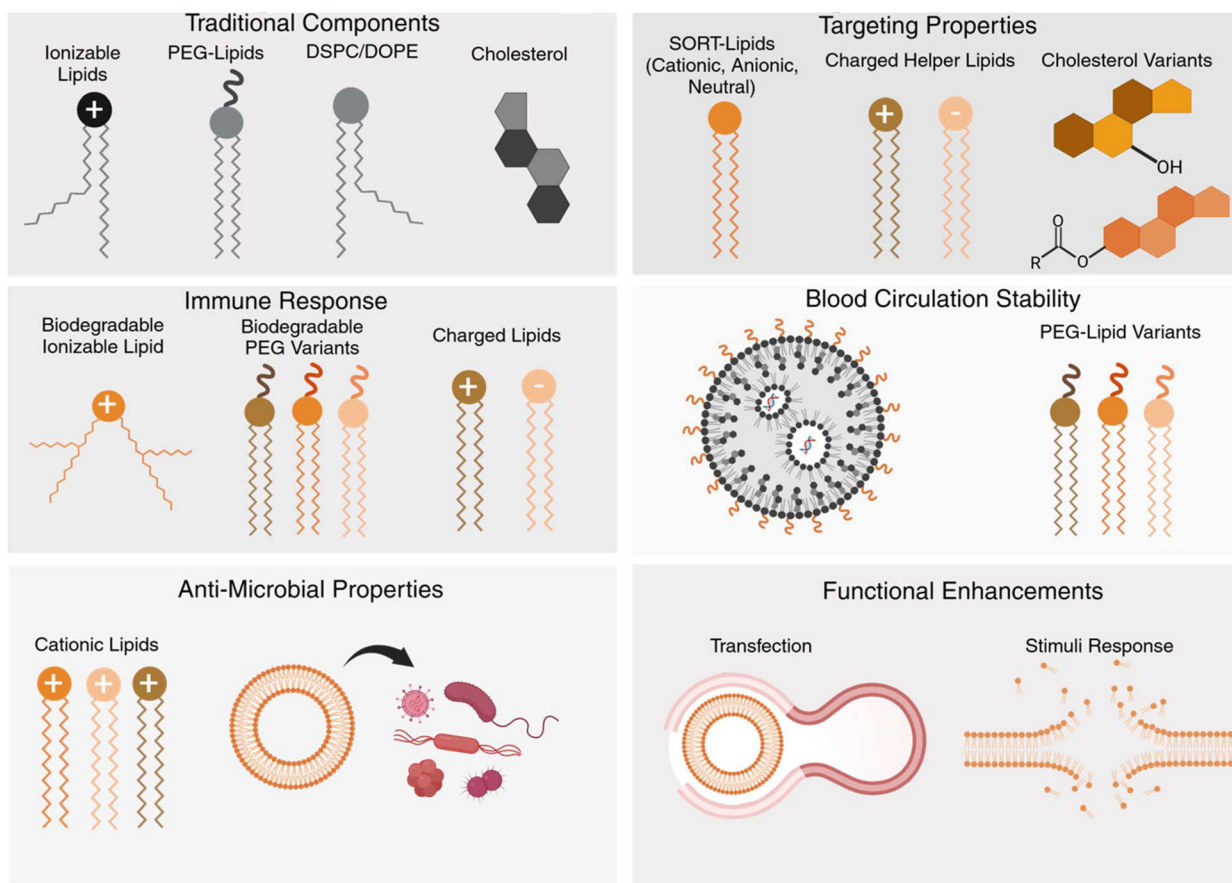 Traditional Components
Ionizable
Lipids
PEG-Lipids
DSPC/DOPE
Cholesterol
+
Targeting Properties
SORT-Lipids
(Cationic, Anionic,
Neutral)
Charged Helper Lipids
Cholesterol Variants
+
-
OH
O
R
O
Immune Response
Biodegradable
Ionizable Lipid
Biodegradable
PEG Variants
Charged Lipids
+
+
-
Blood Circulation Stability
PEG-Lipid Variants
Anti-Microbial Properties
Cationic Lipids
+ + +
Functional Enhancements
Transfection
Stimuli Response